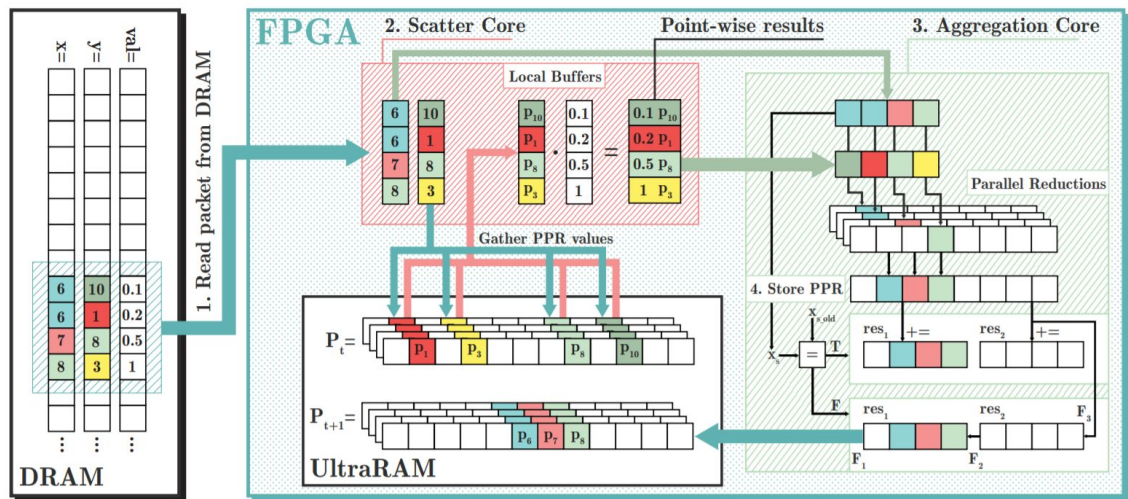 FPGA
2. Scatter Core
Point-wise results
3. Aggregation Core
x=
y=
val=
1. Read packet from DRAM
Local Buffers
6
6
7
8
10
1
8
3
p10
p1
p8
p3
·
0.1
0.2
0.5
1
=
0.1 p10
0.2 p1
0.5 p8
1 p3
6
6
7
8
10
1
8
3
0.1
0.2
0.5
1
...
...
...
DRAM
Gather PPR values
Pt=
p1
p3
p8
p10
Pt+1=
p6
p7
p8
UltraRAM
Parallel Reductions
4. Store PPR
xs_old
xs
=
T
F
res1
+=
res2
+=
res1
res2
F3
F1
F2